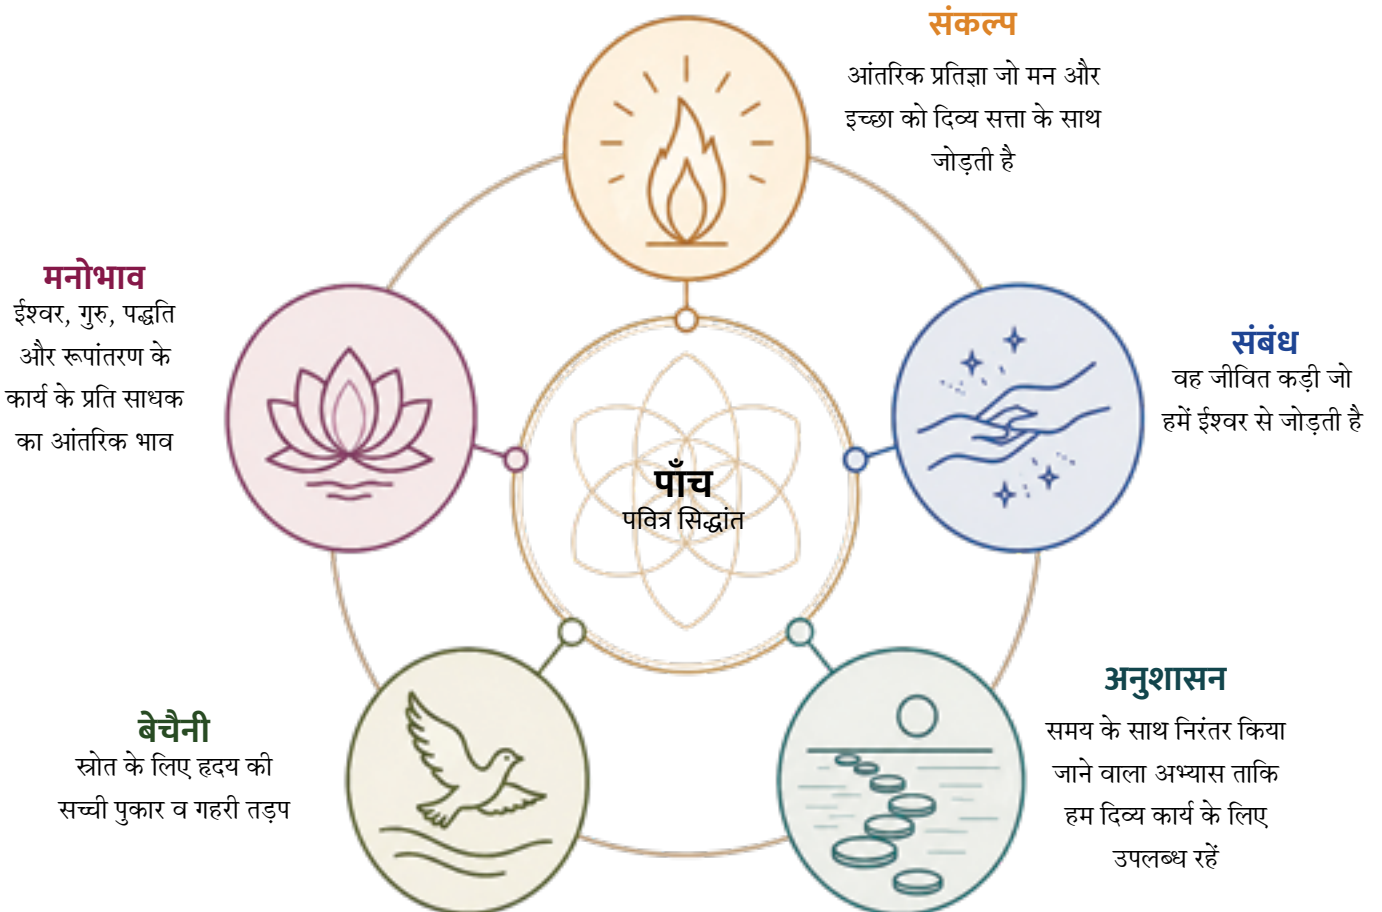 संकल्प
आंतरिक प्रतिज्ञा जो मन और
इच्छा को दिव्य सत्ता के साथ
जोड़ती है
मनोभाव
ईश्वर, गुरु, पद्धति
और रूपांतरण के
कार्य के प्रति साधक
का आंतरिक भाव
संबंध
वह जीवित कड़ी जो
हमें ईश्वर से जोड़ती है
पाँच
पवित्र सिद्धांत
बेचैनी
स्रोत के लिए हृदय की
सच्ची पुकार व गहरी तड़प
अनुशासन
समय के साथ निरंतर किया
जाने वाला अभ्यास ताकि
हम दिव्य कार्य के लिए
उपलब्ध रहें